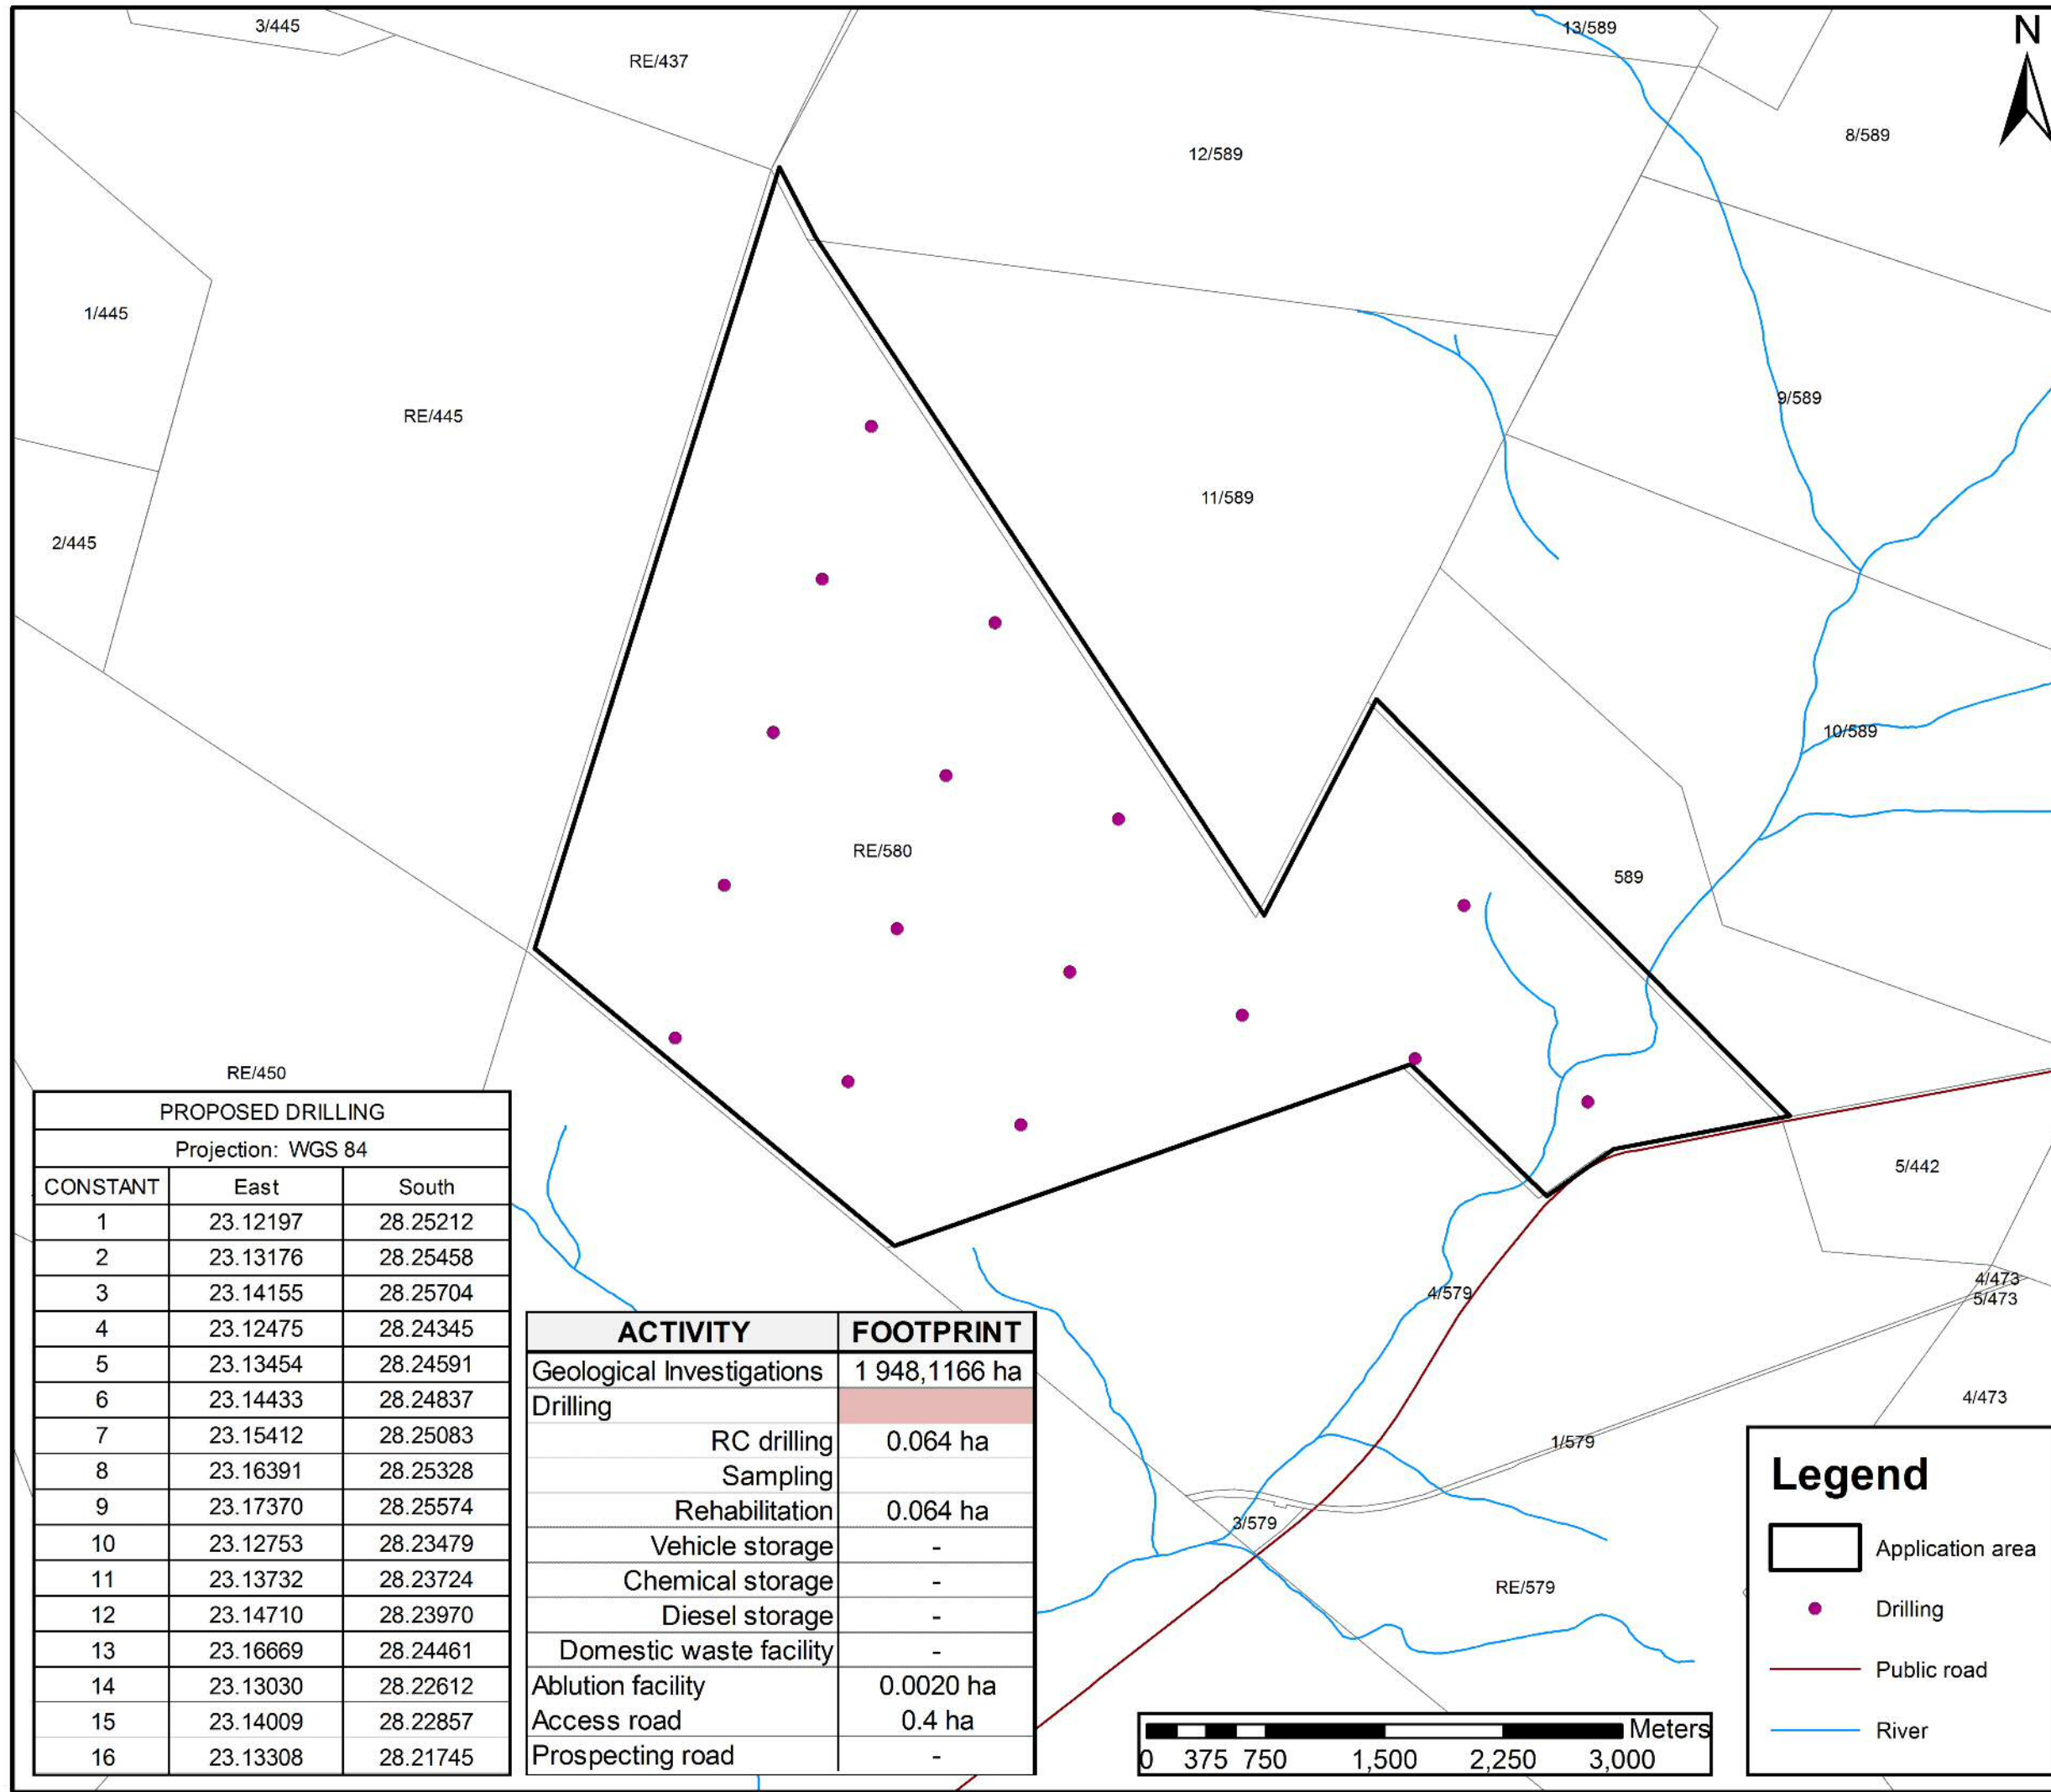 3/445
RE/437
13/589
N
12/589
8/589
1/445
RE/445
9/589
11/589
2/445
10/589
RE/580
589
RE/450
5/442
4/579
4/473
5/473
4/473
1/579
3/579
RE/579
PROPOSED DRILLING
Projection: WGS 84
CONSTANT East South
1 23.12197 28.25212
2 23.13176 28.25458
3 23.14155 28.25704
4 23.12475 28.24345
5 23.13454 28.24591
6 23.14433 28.24837
7 23.15412 28.25083
8 23.16391 28.25328
9 23.17370 28.25574
10 23.12753 28.23479
11 23.13732 28.23724
12 23.14710 28.23970
13 23.16669 28.24461
14 23.13030 28.22612
15 23.14009 28.22857
16 23.13308 28.21745
ACTIVITY FOOTPRINT
Geological Investigations 1 948,1166 ha
Drilling
RC drilling 0.064 ha
Sampling
Rehabilitation 0.064 ha
Vehicle storage -
Chemical storage -
Diesel storage -
Domestic waste facility -
Ablution facility 0.0020 ha
Access road 0.4 ha
Prospecting road -
Meters
0 375 750 1,500 2,250 3,000
Legend
Application area
Drilling
Public road
River